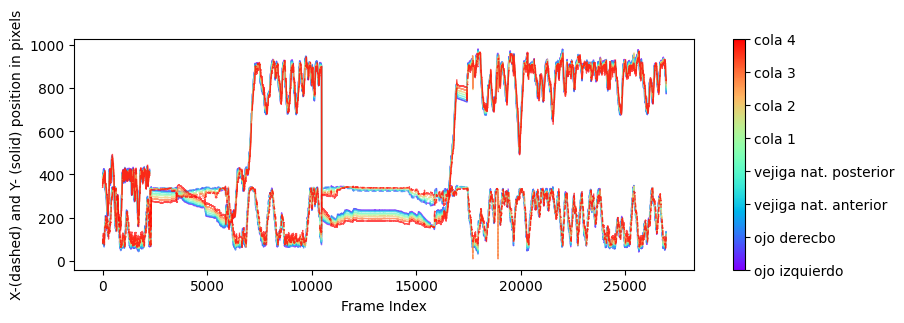 X-(dashed) and Y- (solid) position in pixels
1000
800
600
400
200
0
0
5000
10000
15000
20000
25000
Frame Index
cola 4
cola 3
cola 2
cola 1
vejiga nat. posterior
vejiga nat. anterior
ojo derecbo
ojo izquierdo